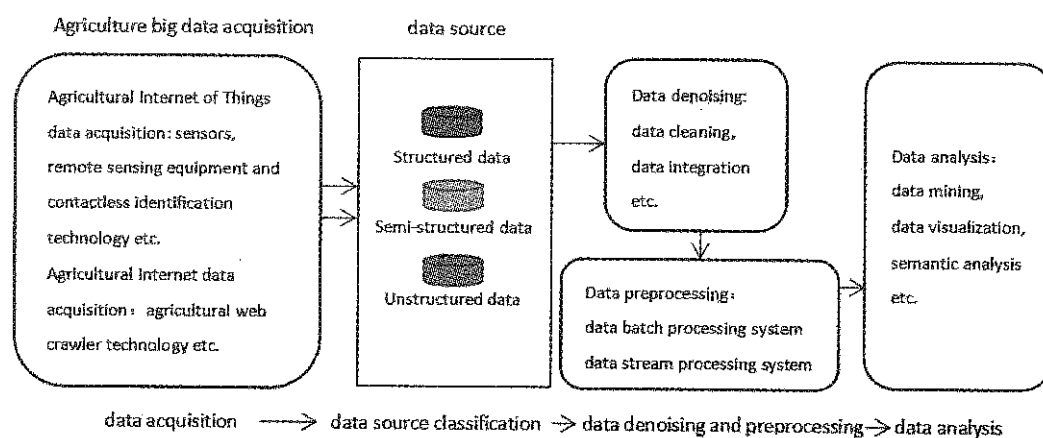 Agriculture big data acquisition
data source
Agricultural Internet of Things
data acquisition: sensors,
remote sensing equipment and
contactless identification
technology etc.
Agricultural Internet data
acquisition: agricultural web
crawler technology etc.
Structured data
Semi-structured data
Unstructured data
Data denoising:
data cleaning,
data integration
etc.
Data preprocessing:
data batch processing system
data stream processing system
Data analysis:
data mining,
data visualization,
semantic analysis
etc.
data acquisition → data source classification → data denoising and preprocessing → data analysis